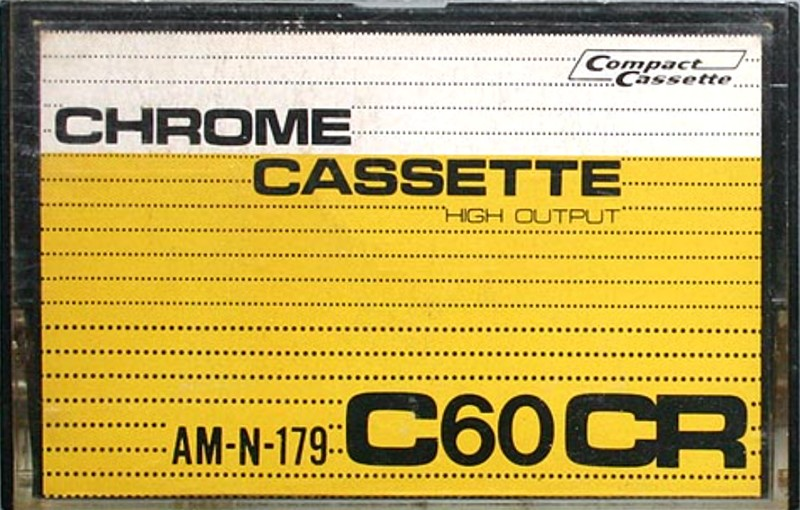 Compact
Cassette
CHROME
CASSETTE
HIGH OUTPUT
AM-N-179 C60 CR